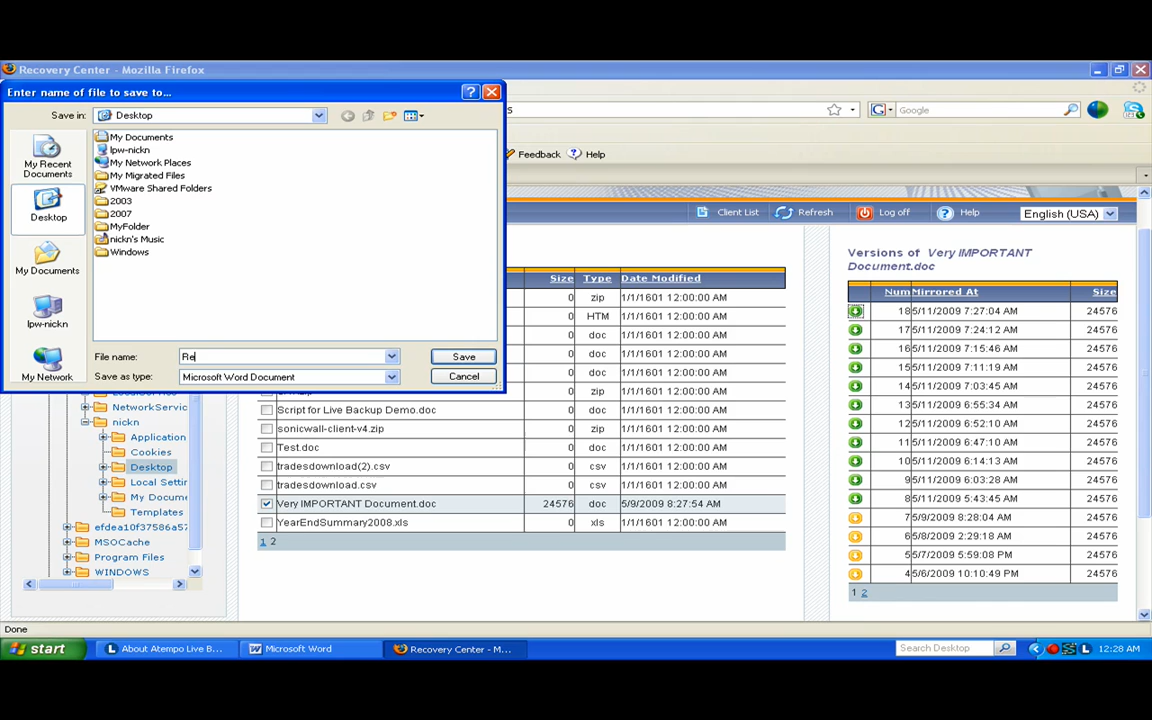 Recovery Center - Mozilla Firefox
Enter name of file to save to...
Save in: Desktop
My Recent Documents
Desktop
My Documents
lpw-nickn
My Network
My Documents
lpw-nickn
My Network Places
My Migrated Files
VMware Shared Folders
2003
2007
MyFolder
nickn's Music
Windows
File name: Re Save
Save as type: Microsoft Word Document Cancel
S G Google
Feedback Help
Client List Refresh Log off Help English (USA)
Size Type Date Modified
0 zip 1/1/1601 12:00:00 AM
0 HTM 1/1/1601 12:00:00 AM
0 doc 1/1/1601 12:00:00 AM
0 doc 1/1/1601 12:00:00 AM
0 doc 1/1/1601 12:00:00 AM
0 zip 1/1/1601 12:00:00 AM
Script for Live Backup Demo.doc 0 doc 1/1/1601 12:00:00 AM
sonicwall-client-v4.zip 0 zip 1/1/1601 12:00:00 AM
Test.doc 0 doc 1/1/1601 12:00:00 AM
tradesdownload(2).csv 0 csv 1/1/1601 12:00:00 AM
tradesdownload.csv 0 csv 1/1/1601 12:00:00 AM
Very IMPORTANT Document.doc 24576 doc 5/9/2009 8:27:54 AM
YearEndSummary2008.xls 0 xls 1/1/1601 12:00:00 AM
1 2
NetworkServic
nickn
Application
Cookies
Desktop
Local Settir
My Docume
Templates
efdea10f37586a57
MSOCache
Program Files
WINDOWS
Versions of Very IMPORTANT
Document.doc
Num Mirrored At Size
18 5/11/2009 7:27:04 AM 24576
17 5/11/2009 7:24:12 AM 24576
16 5/11/2009 7:15:46 AM 24576
15 5/11/2009 7:11:19 AM 24576
14 5/11/2009 7:03:45 AM 24576
13 5/11/2009 6:55:34 AM 24576
12 5/11/2009 6:52:10 AM 24576
11 5/11/2009 6:47:10 AM 24576
10 5/11/2009 6:14:13 AM 24576
9 5/11/2009 6:03:28 AM 24576
8 5/11/2009 5:43:45 AM 24576
7 5/9/2009 8:28:04 AM 24576
6 5/8/2009 2:29:18 AM 24576
5 5/7/2009 5:59:08 PM 24576
4 5/6/2009 10:10:49 PM 24576
1 2
Done
start About Atempo Live B... Microsoft Word Recovery Center - M... Search Desktop 12:28 AM